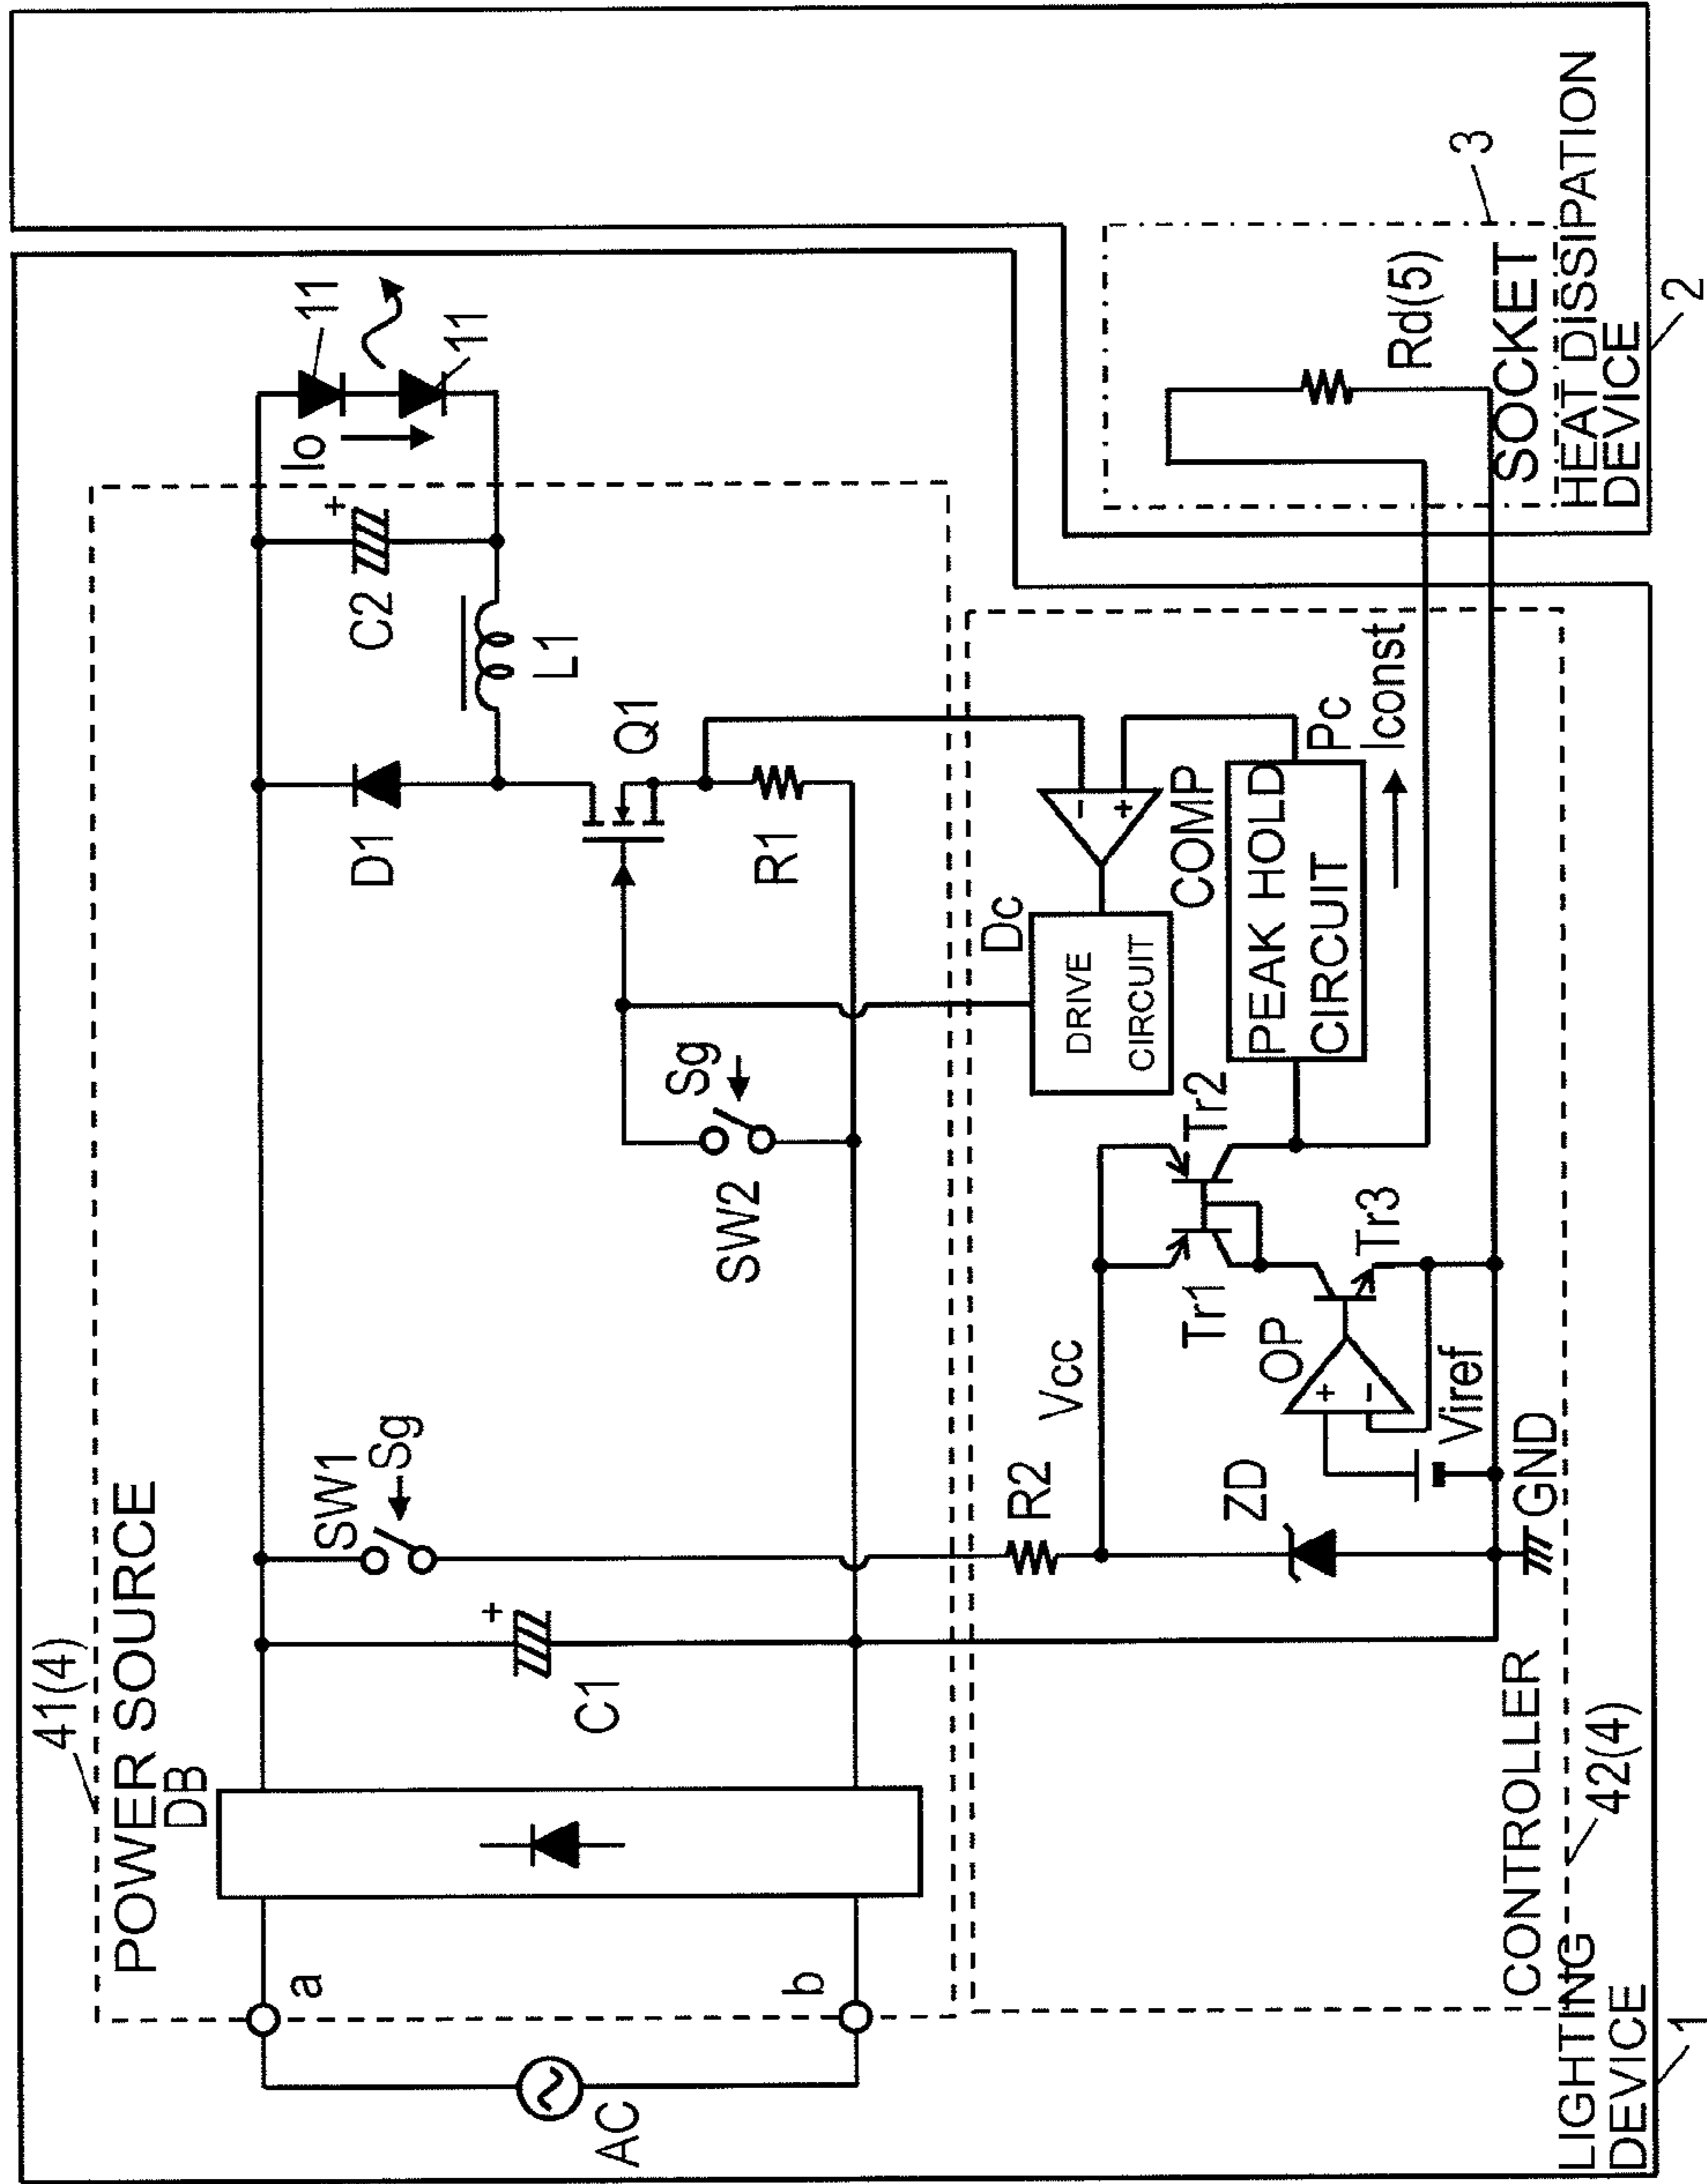 41(4)
POWER SOURCE
DB
a
b
AC
C1
+
SW1
Sg
SW2
Sg
D1
Q1
R1
L1
C2
+
Io
11
11
R2
Vcc
ZD
GND
Viref
OP
+
-
Tr1
Tr2
Tr3
Dc
DRIVE
CIRCUIT
COMP
-
+
PEAK HOLD
CIRCUIT
Pc
Iconst
CONTROLLER
42(4)
LIGHTING
DEVICE
1
Rd(5)
SOCKET
3
HEAT DISSIPATION
DEVICE
2